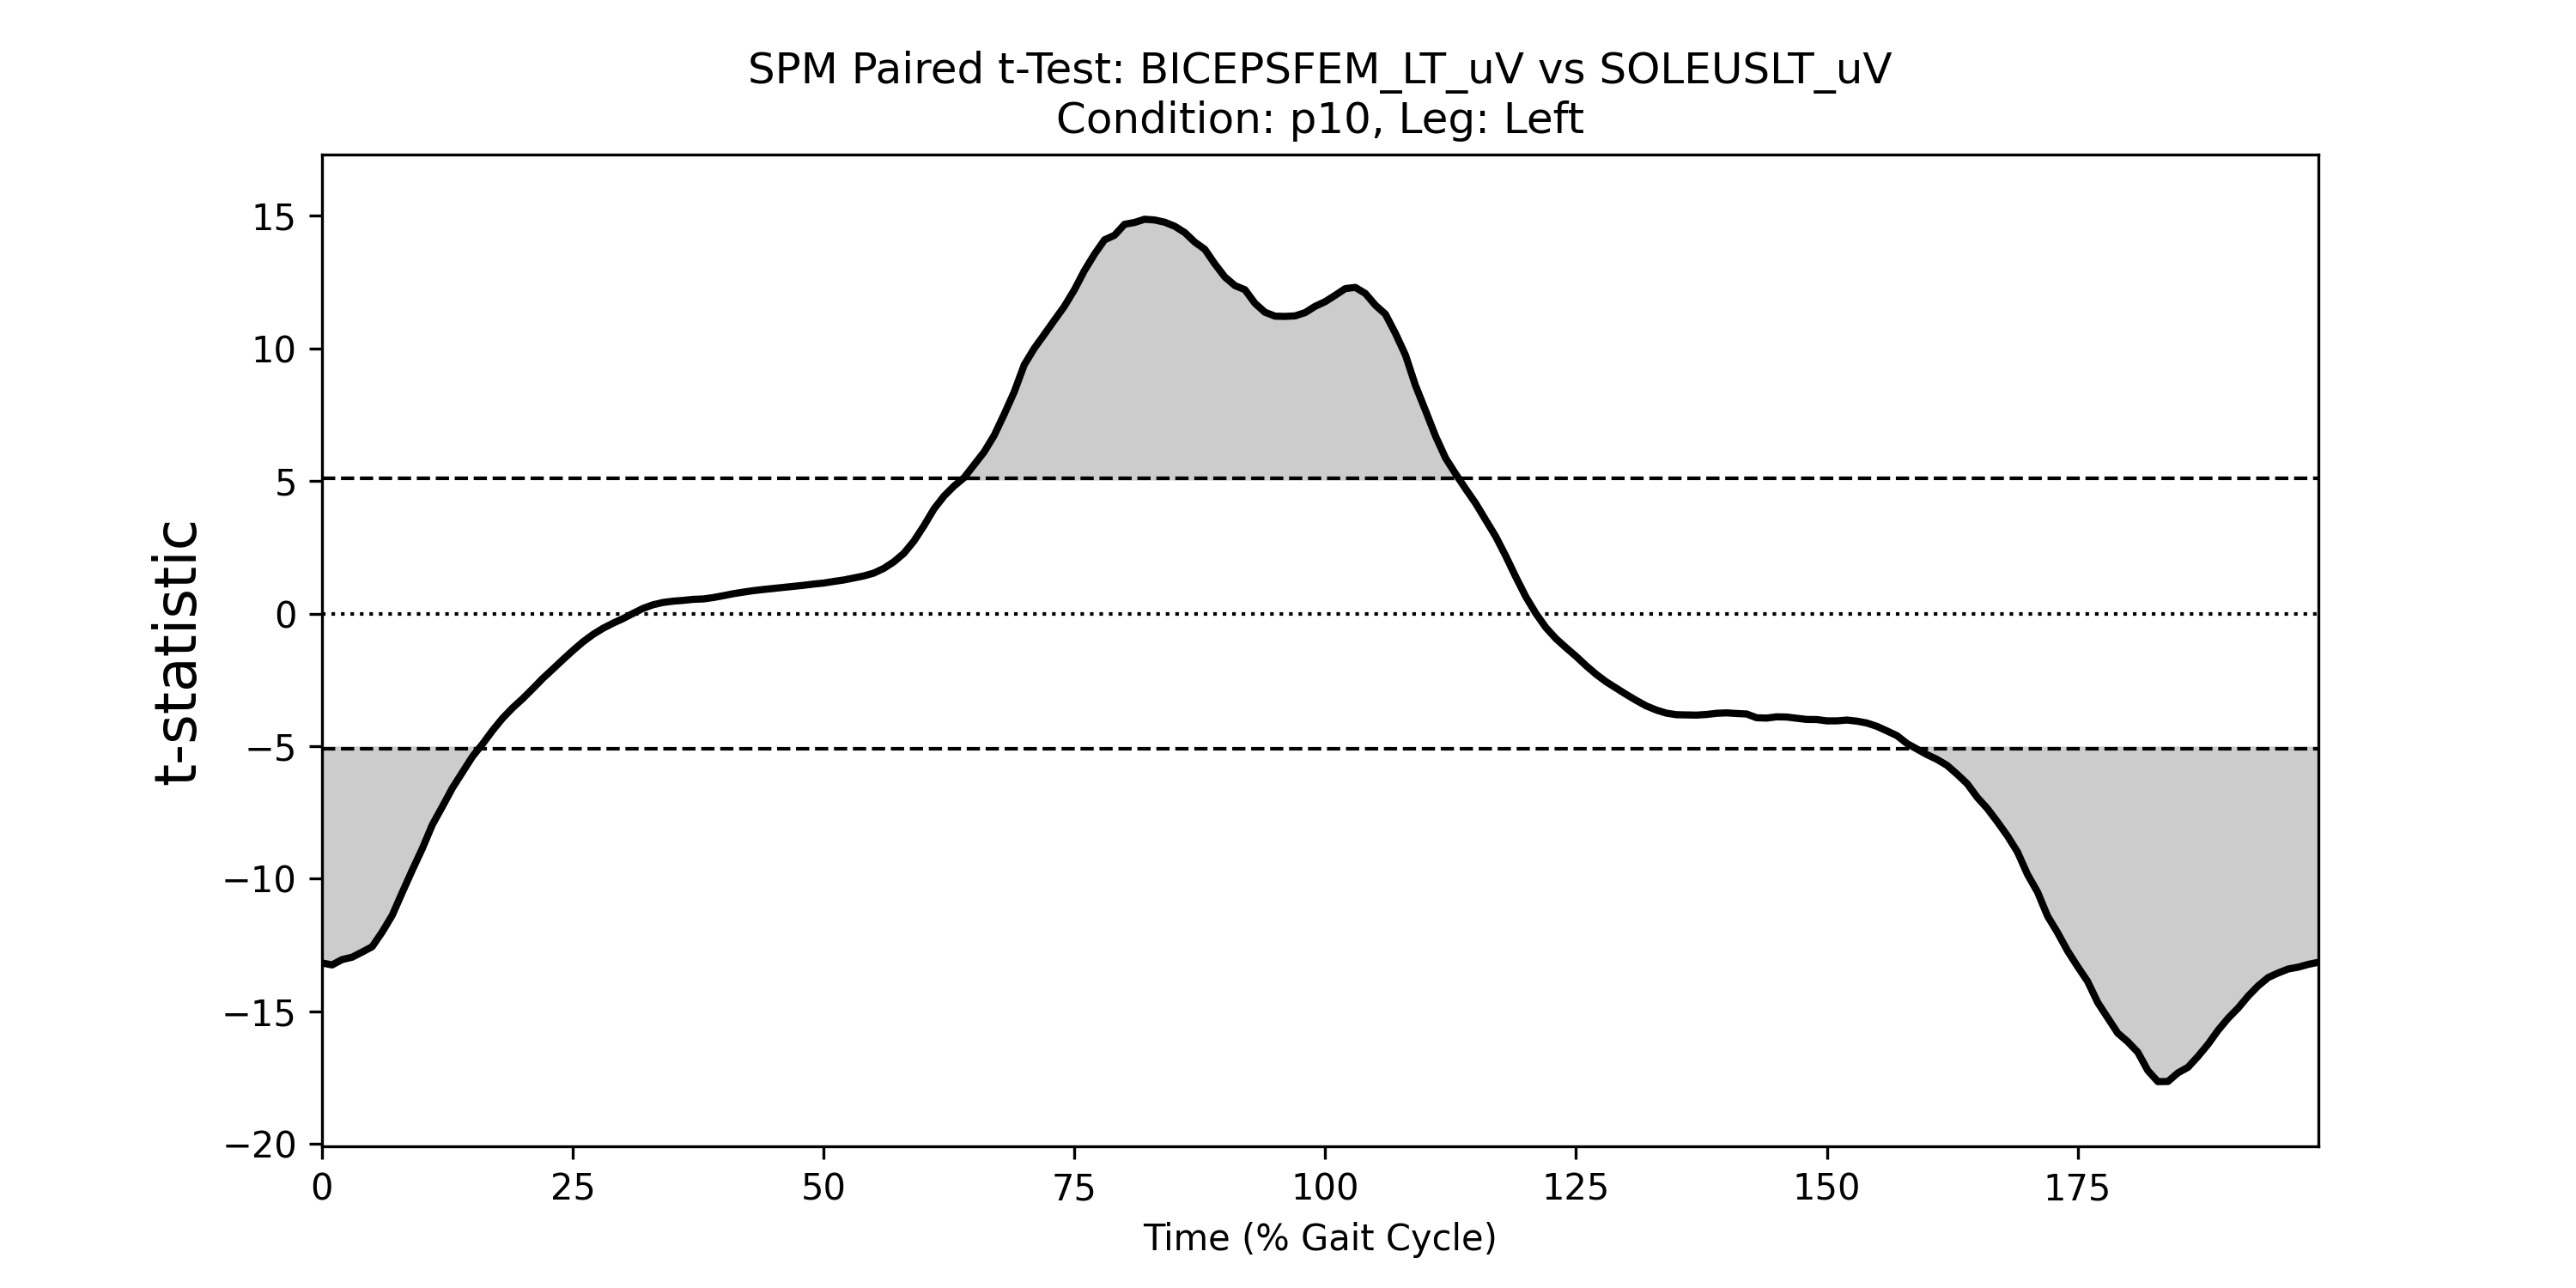 SPM Paired t-Test: BICEPSFEM_LT_uV vs SOLEUSLT_uV
Condition: p10, Leg: Left
t-statistic
15
10
5
0
−5
−10
−15
−20
0 25 50 75 100 125 150 175
Time (% Gait Cycle)